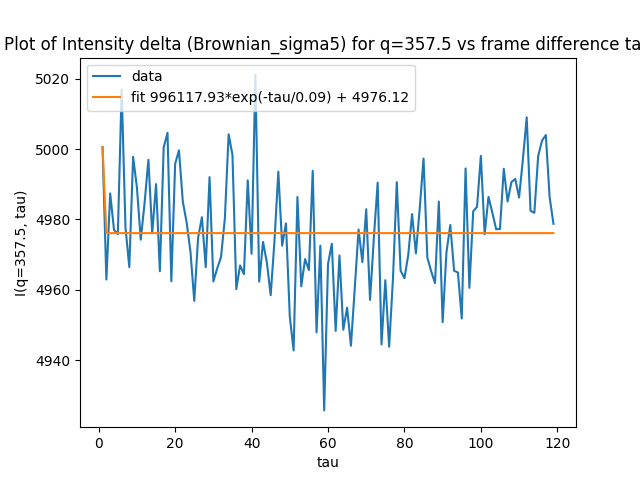 Plot of Intensity delta (Brownian_sigma5) for q=357.5 vs frame difference ta
data
fit 996117.93*exp(-tau/0.09) + 4976.12
5020
5000
4980
4960
4940
I(q=357.5, tau)
0 20 40 60 80 100 120
tau